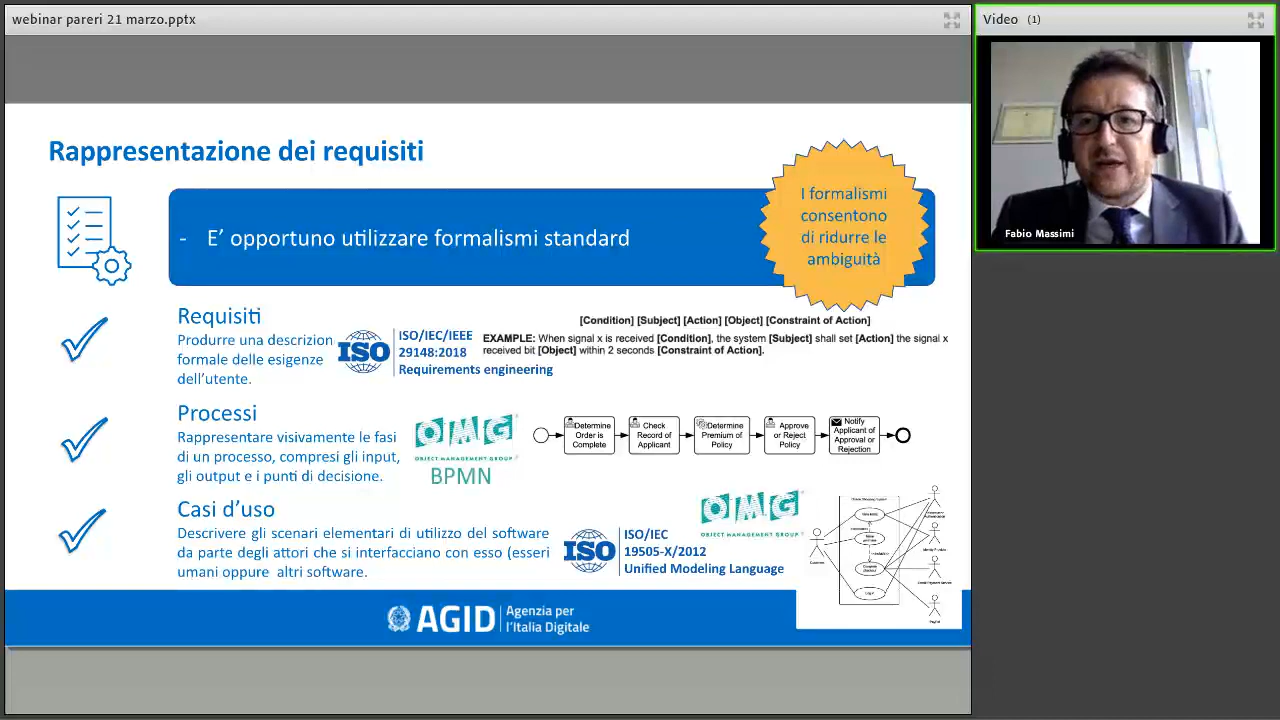 webinar pareri 21 marzo.pptx
Video (1)
Fabio Massimi
Rappresentazione dei requisiti
- E’ opportuno utilizzare formalismi standard
I formalismi
consentono
di ridurre le
ambiguità
Requisiti
Produrre una descrizion
formale delle esigenze
dell’utente.
ISO
ISO/IEC/IEEE
29148:2018
Requirements engineering
[Condition] [Subject] [Action] [Object] [Constraint of Action]
EXAMPLE: When signal x is received [Condition], the system [Subject] shall set [Action] the signal x
received bit [Object] within 2 seconds [Constraint of Action].
Processi
Rappresentare visivamente le fasi
di un processo, compresi gli input,
gli output e i punti di decisione.
OMG
OBJECT MANAGEMENT GROUP
BPMN
Determine
Order is
Complete
Check
Record of
Applicant
Determine
Premium of
Policy
Approve
or Reject
Policy
Notify
Applicant of
Approval or
Rejection
Casi d’uso
Descrivere gli scenari elementari di utilizzo del software
da parte degli attori che si interfacciano con esso (esseri
umani oppure altri software.
ISO
ISO/IEC
19505-X/2012
Unified Modeling Language
OMG
OBJECT MANAGEMENT GROUP
AGID
Agenzia per
l’Italia Digitale